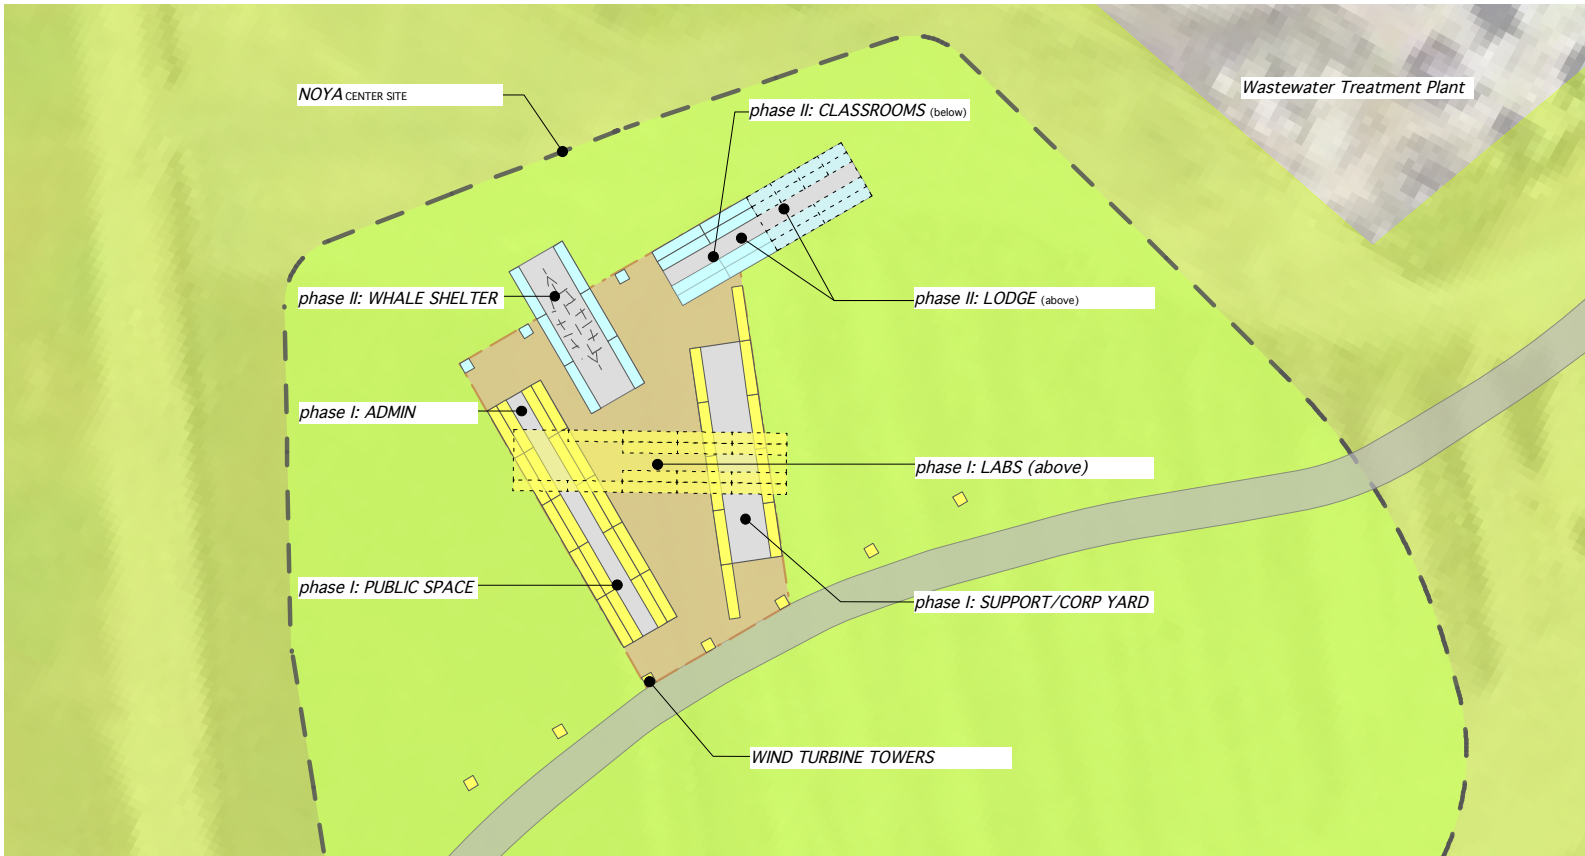 NOYA CENTER SITE
Wastewater Treatment Plant
phase II: CLASSROOMS (below)
phase II: WHALE SHELTER
phase II: LODGE (above)
phase I: ADMIN
phase I: LABS (above)
phase I: PUBLIC SPACE
phase I: SUPPORT/CORP YARD
WIND TURBINE TOWERS